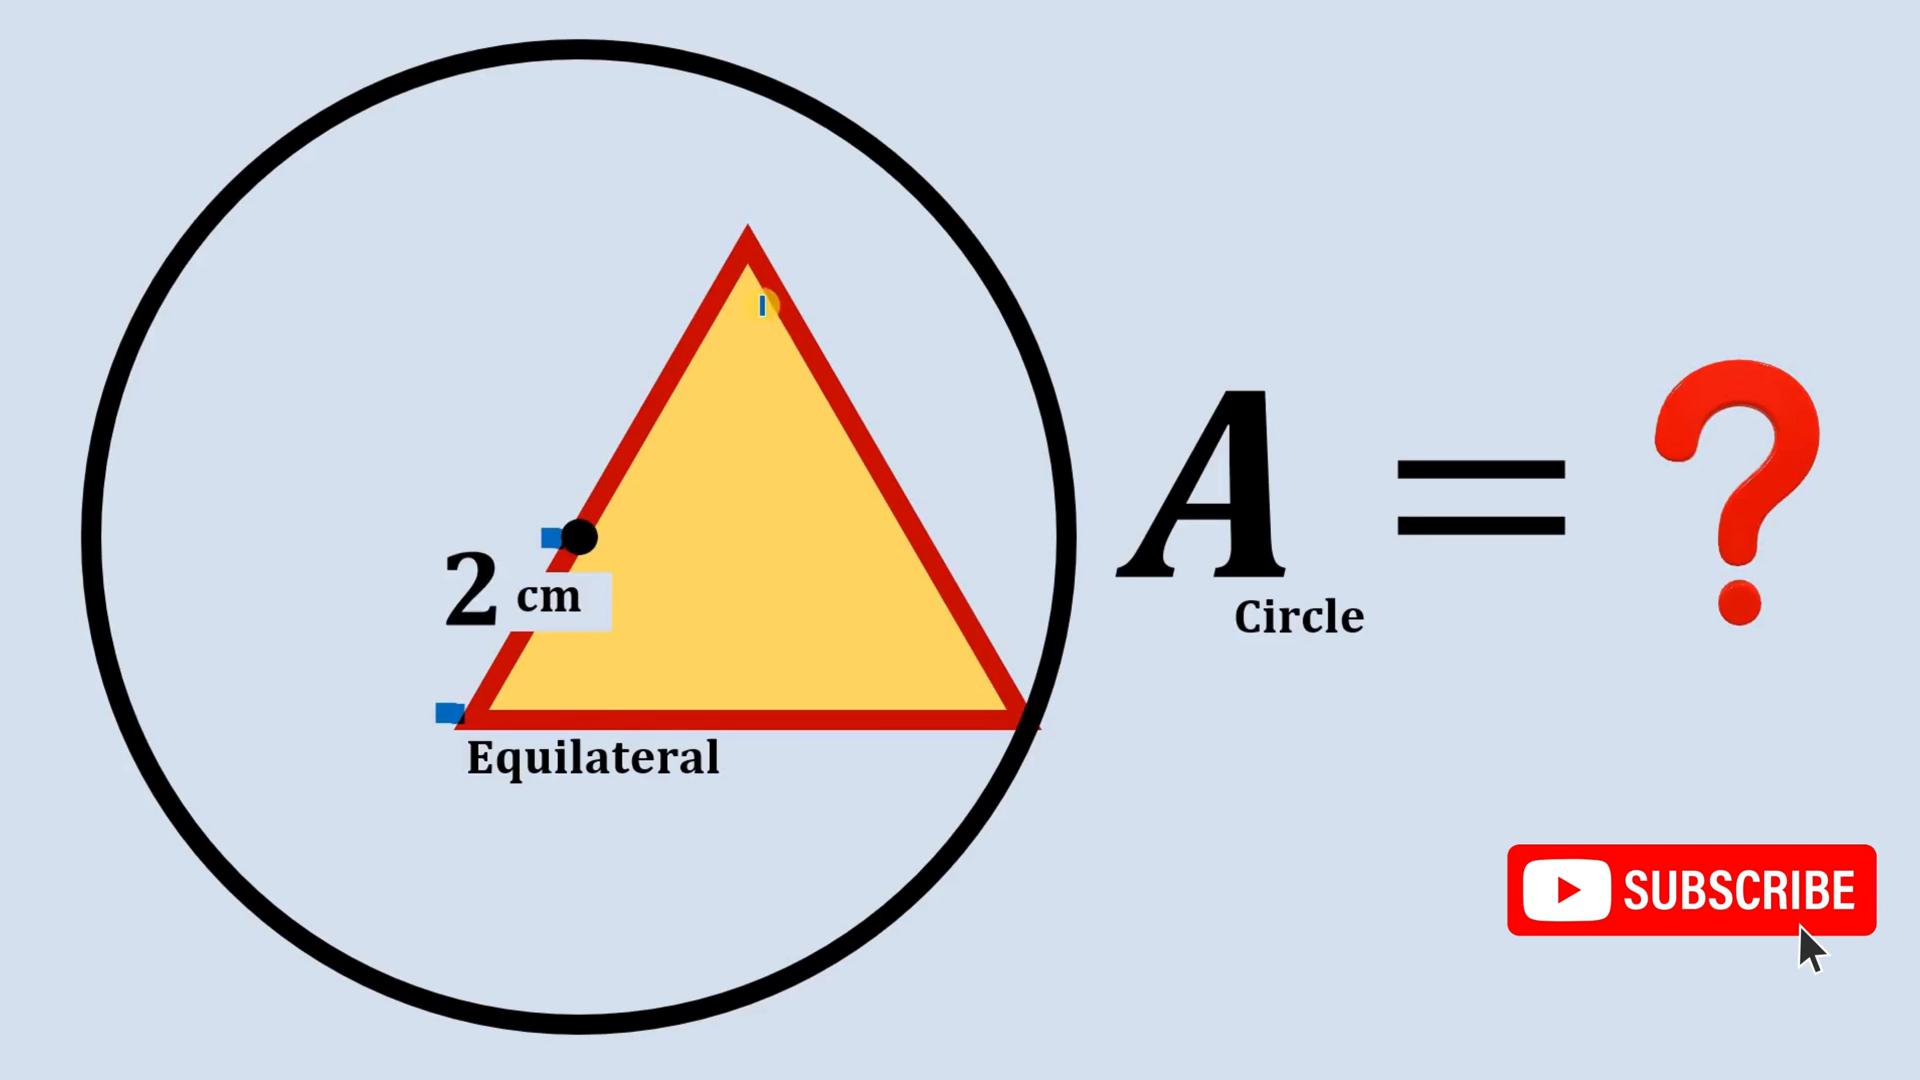 A = ?
2 cm
Circle
Equilateral
SUBSCRIBE